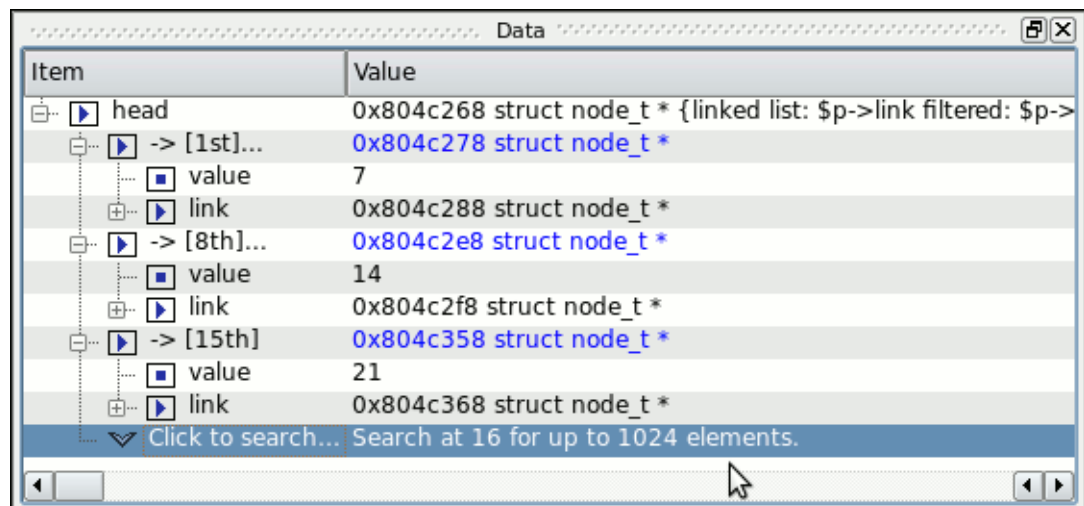 Data
Item Value
head 0x804c268 struct node_t * {linked list: $p->link filtered: $p->
-> [1st]... 0x804c278 struct node_t *
value 7
link 0x804c288 struct node_t *
-> [8th]... 0x804c2e8 struct node_t *
value 14
link 0x804c2f8 struct node_t *
-> [15th] 0x804c358 struct node_t *
value 21
link 0x804c368 struct node_t *
Click to search... Search at 16 for up to 1024 elements.